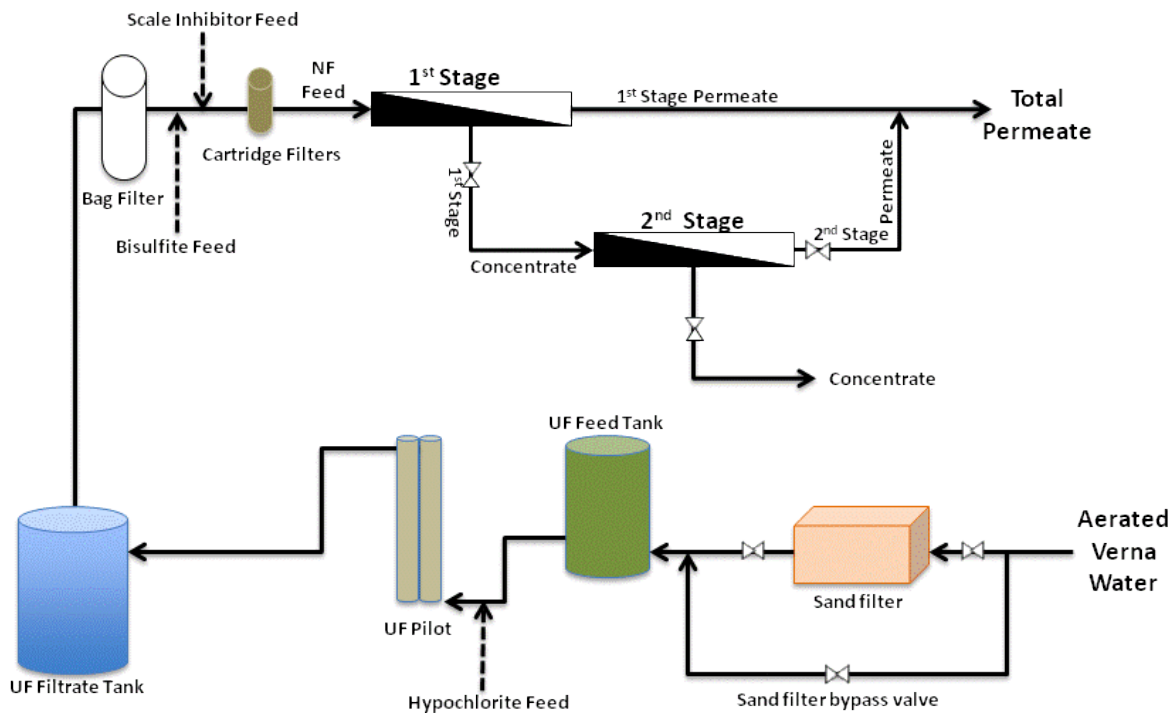 Scale Inhibitor Feed
NF
Feed
1st Stage
1st Stage Permeate
Total
Permeate
Cartridge Filters
Bag Filter
Bisulfite Feed
1st Stage
Concentrate
2nd Stage
2nd Stage
Permeate
Concentrate
UF Feed Tank
Aerated
Verna
Water
Sand filter
UF Pilot
UF Filtrate Tank
Hypochlorite Feed
Sand filter bypass valve